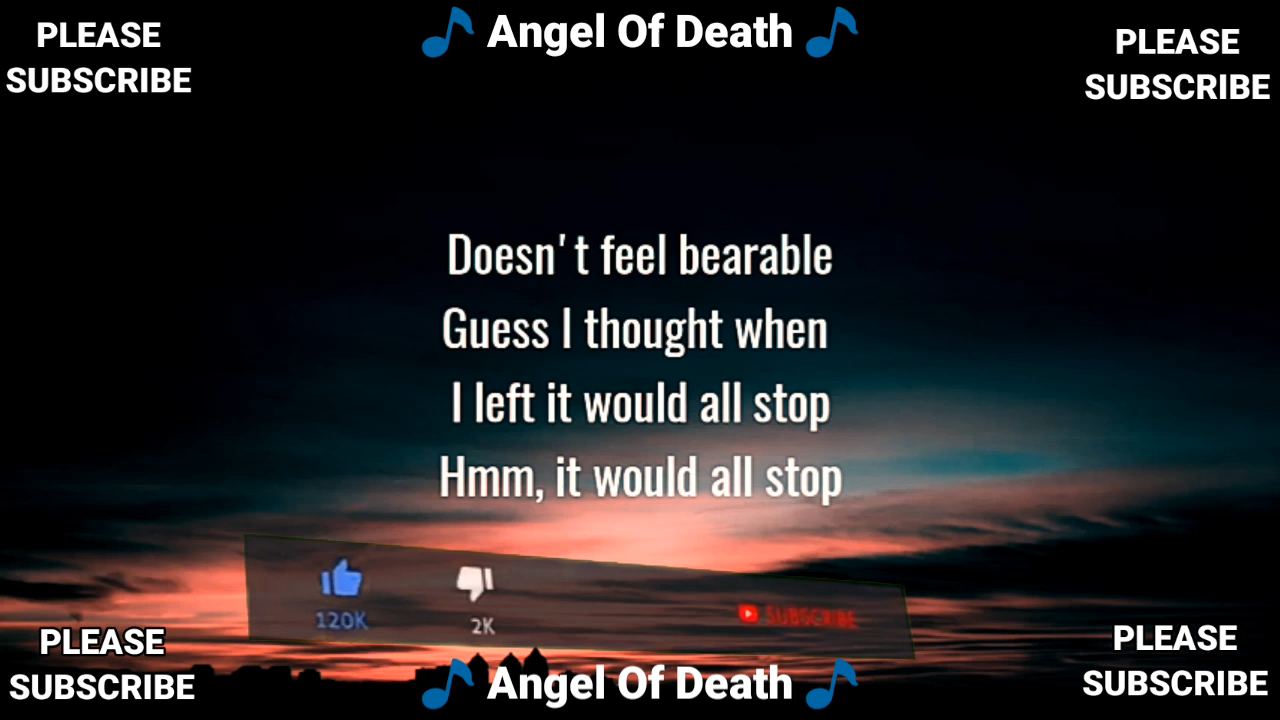 PLEASE
SUBSCRIBE
🎵 Angel Of Death 🎵
PLEASE
SUBSCRIBE
Doesn't feel bearable
Guess I thought when
I left it would all stop
Hmm, it would all stop
120K
2K
SUBSCRIBE
PLEASE
SUBSCRIBE
🎵 Angel Of Death 🎵
PLEASE
SUBSCRIBE